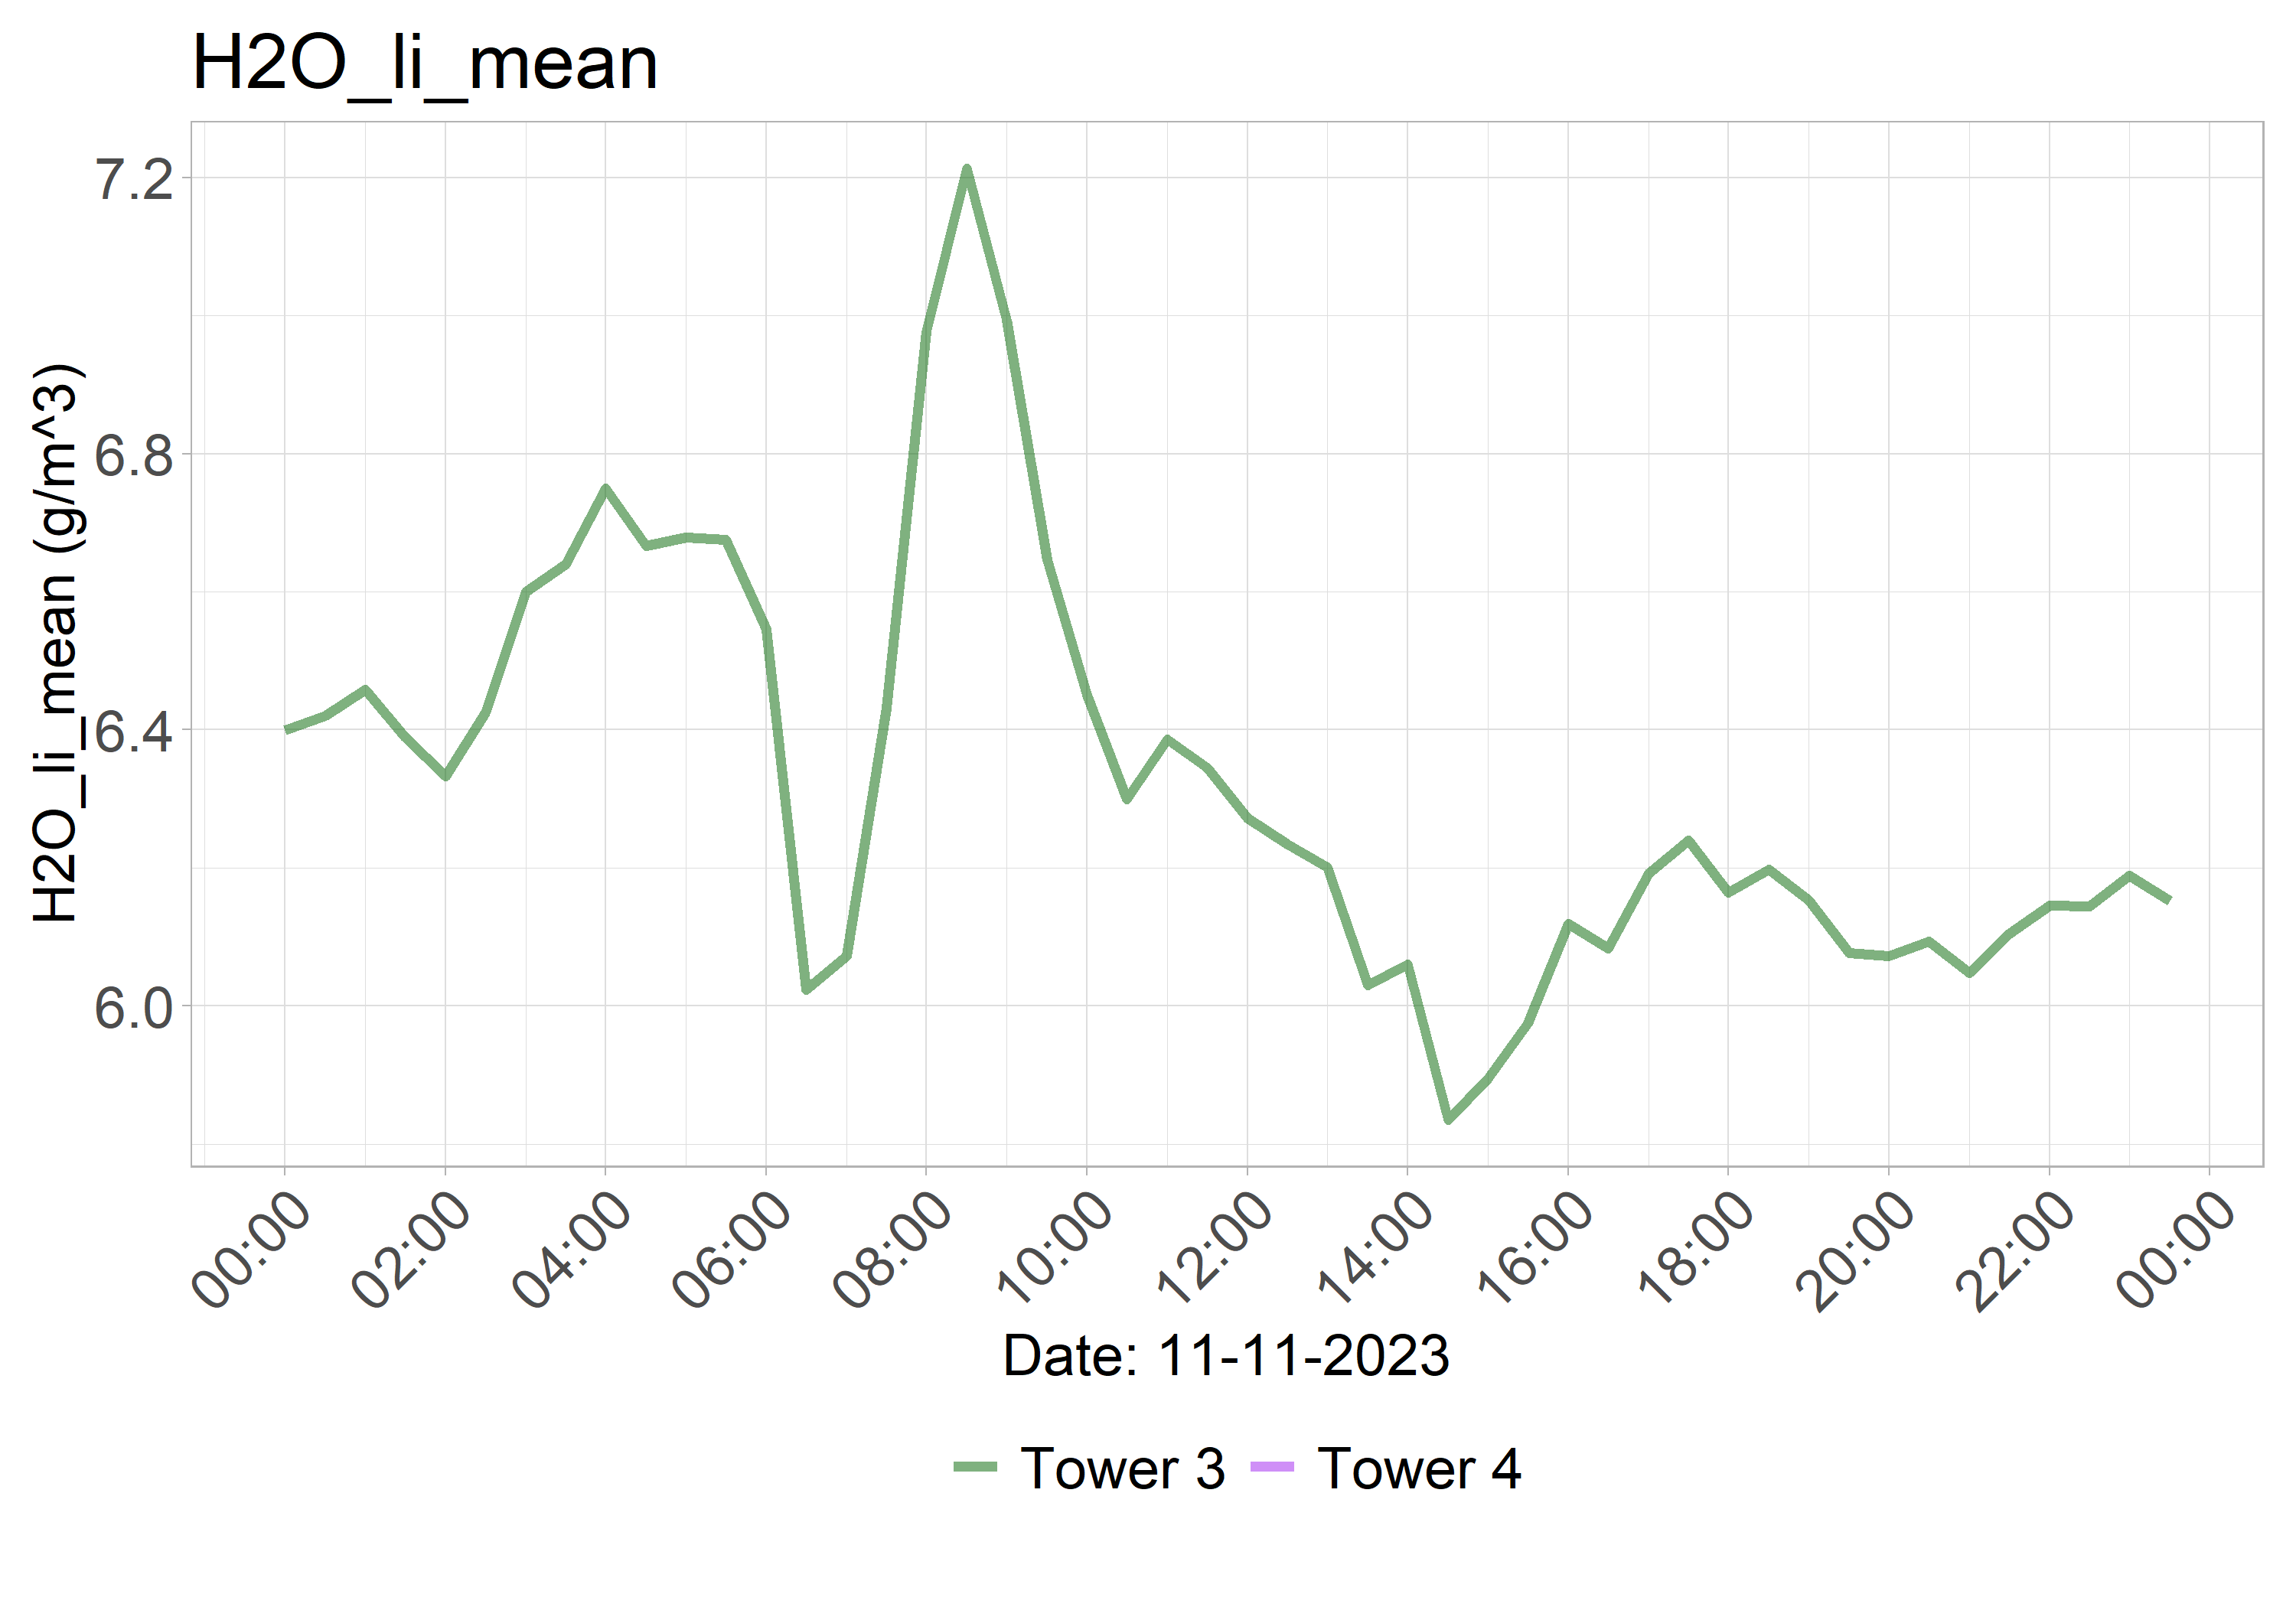 H2O_li_mean
H2O_li_mean (g/m^3)
7.2
6.8
6.4
6.0
00:00 02:00 04:00 06:00 08:00 10:00 12:00 14:00 16:00 18:00 20:00 22:00 00:00
Date: 11-11-2023
Tower 3 Tower 4